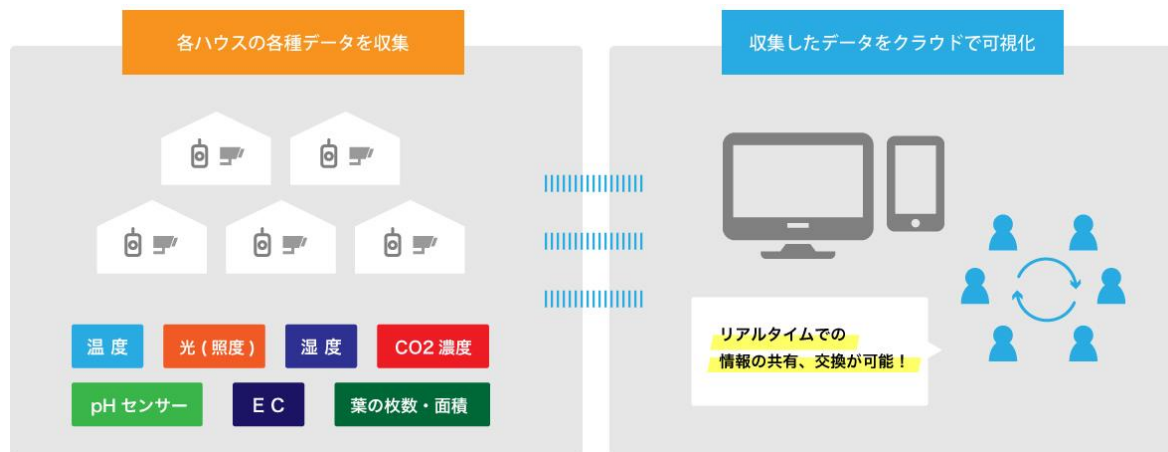 各ハウスの各種データを収集
収集したデータをクラウドで可視化
温 度
光 ( 照度 )
湿 度
CO2 濃度
pH センサー
E C
葉の枚数・面積
リアルタイムでの
情報の共有、交換が可能！